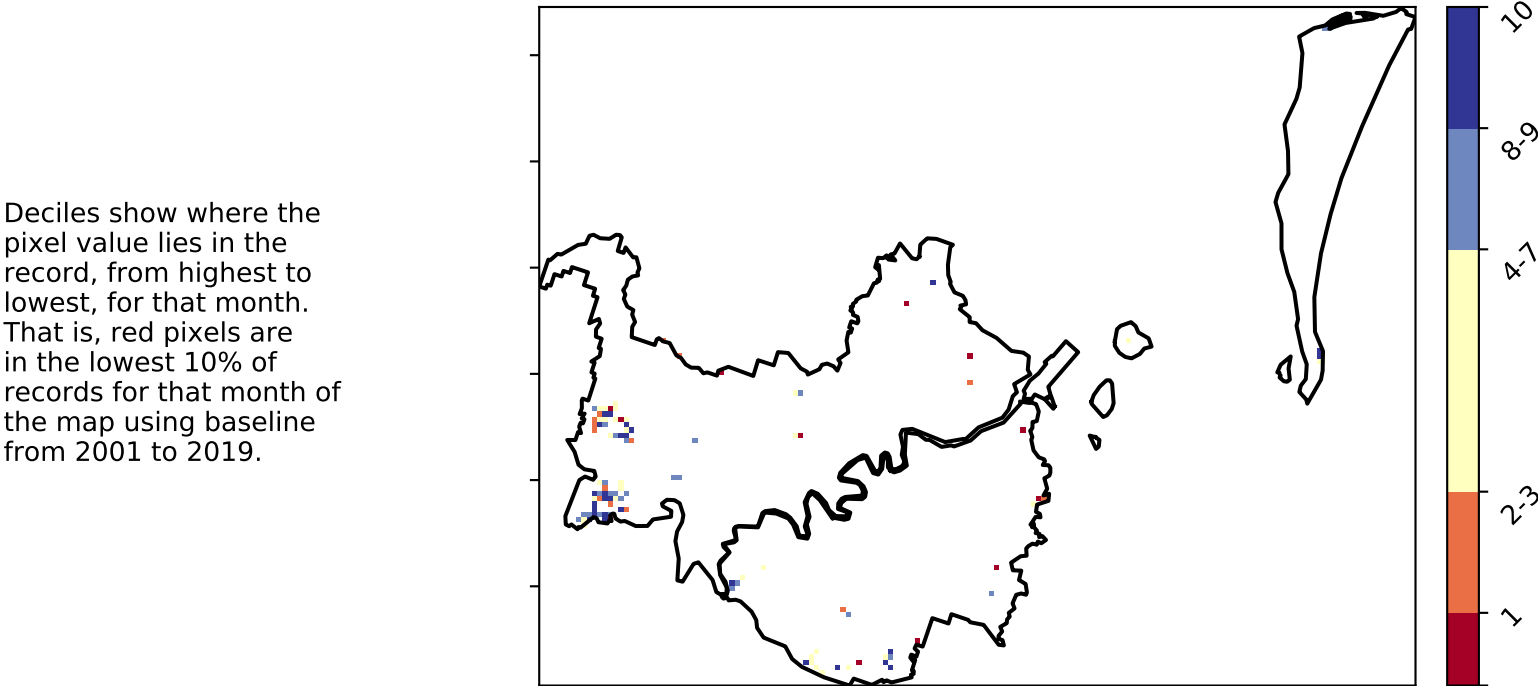 Deciles show where the
pixel value lies in the
record, from highest to
lowest, for that month.
That is, red pixels are
in the lowest 10% of
records for that month of
the map using baseline
from 2001 to 2019.
10
8-9
4-7
2-3
1